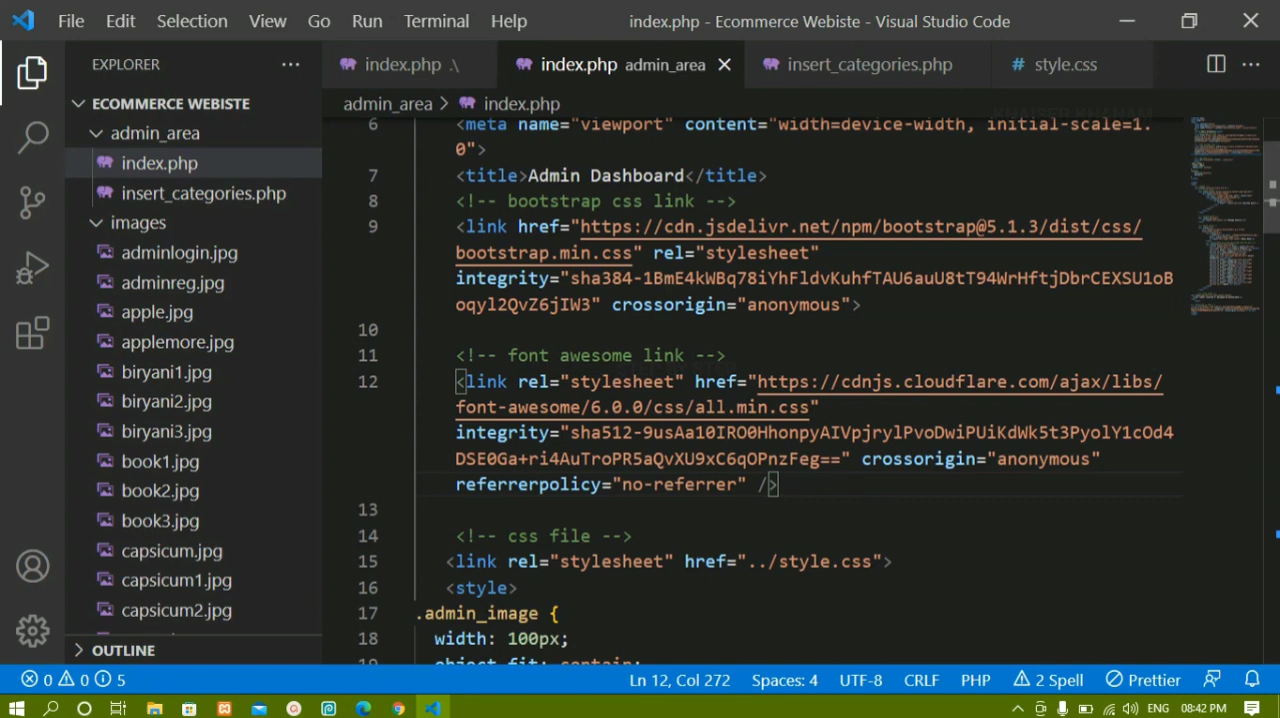 File Edit Selection View Go Run Terminal Help index.php - Ecommerce Webiste - Visual Studio Code
EXPLORER
index.php .\ index.php admin_area insert_categories.php # style.css
ECOMMERCE WEBISTE
admin_area
index.php
insert_categories.php
images
adminlogin.jpg
adminreg.jpg
apple.jpg
applemore.jpg
biryani1.jpg
biryani2.jpg
biryani3.jpg
book1.jpg
book2.jpg
book3.jpg
capsicum.jpg
capsicum1.jpg
capsicum2.jpg
OUTLINE
admin_area > index.php
6 <meta name="viewport" content="width=device-width, initial-scale=1.
0">
7 <title>Admin Dashboard</title>
8 <!-- bootstrap css link -->
9 <link href="https://cdn.jsdelivr.net/npm/bootstrap@5.1.3/dist/css/
bootstrap.min.css" rel="stylesheet"
integrity="sha384-1BmE4kWBq78iYhFldvKuhfTAU6auU8tT94WrHftjDbrCEXSU1oB
oqyl2QvZ6jIW3" crossorigin="anonymous">
10
11 <!-- font awesome link -->
12 <link rel="stylesheet" href="https://cdnjs.cloudflare.com/ajax/libs/
font-awesome/6.0.0/css/all.min.css"
integrity="sha512-9usAa10IRO0HhonpyAIVpjrylPvoDwiPUiKdWk5t3PyolY1cOd4
DSE0Ga+ri4AuTroPR5aQvXU9xC6qOPnzFeg==" crossorigin="anonymous"
referrerpolicy="no-referrer" />
13
14 <!-- css file -->
15 <link rel="stylesheet" href="../style.css">
16 <style>
17 .admin_image {
18 width: 100px;
19 object-fit: contain;
0 0 5 Ln 12, Col 272 Spaces: 4 UTF-8 CRLF PHP 2 Spell Prettier
ENG 08:42 PM